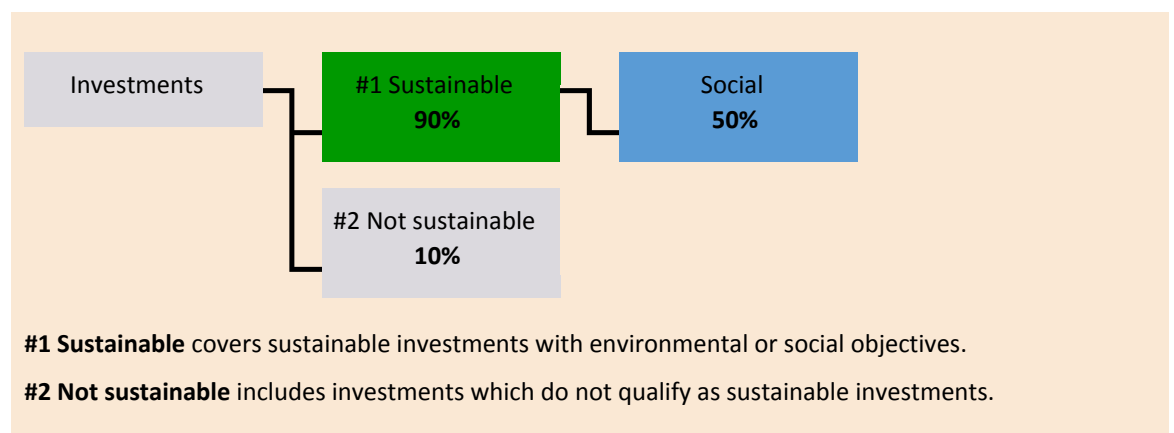 Investments
#1 Sustainable
90%
Social
50%
#2 Not sustainable
10%
#1 Sustainable covers sustainable investments with environmental or social objectives.
#2 Not sustainable includes investments which do not qualify as sustainable investments.